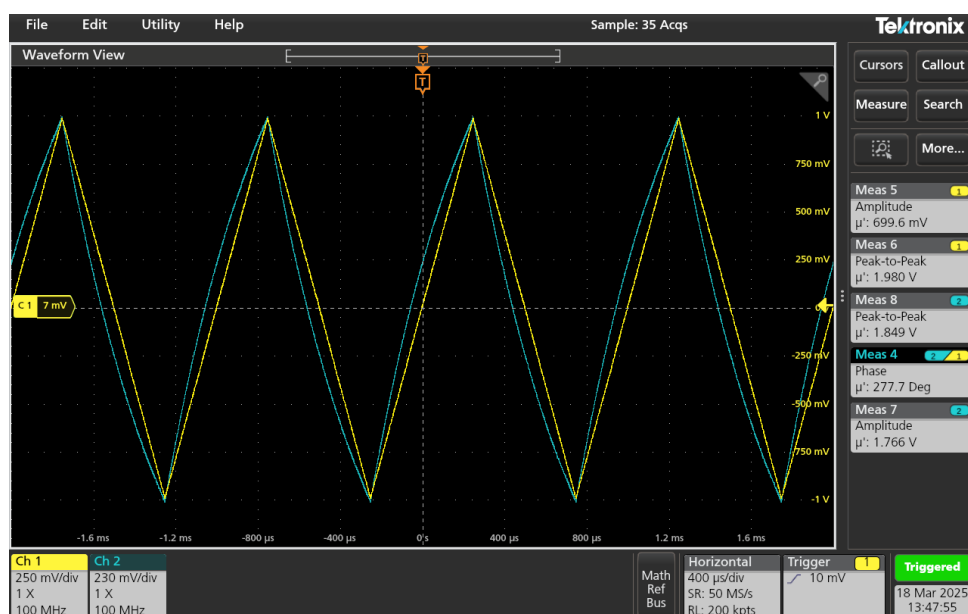 File Edit Utility Help Sample: 35 Acqs Tektronix
Waveform View
T
T
Cursors Callout
Measure Search
More...
1 V
750 mV
500 mV
250 mV
C 1 7 mV
-250 mV
-500 mV
-750 mV
-1 V
-1.6 ms -1.2 ms -800 µs -400 µs 0 s 400 µs 800 µs 1.2 ms 1.6 ms
Meas 5 1
Amplitude
µ': 699.6 mV
Meas 6 1
Peak-to-Peak
µ': 1.980 V
Meas 8 2
Peak-to-Peak
µ': 1.849 V
Meas 4 2 1
Phase
µ': 277.7 Deg
Meas 7 2
Amplitude
µ': 1.766 V
Ch 1
250 mV/div
1 X
100 MHz
Ch 2
230 mV/div
1 X
100 MHz
Math
Ref
Bus
Horizontal
400 µs/div
SR: 50 MS/s
RL: 200 kpts
Trigger 1
10 mV
Triggered
18 Mar 2025
13:47:55